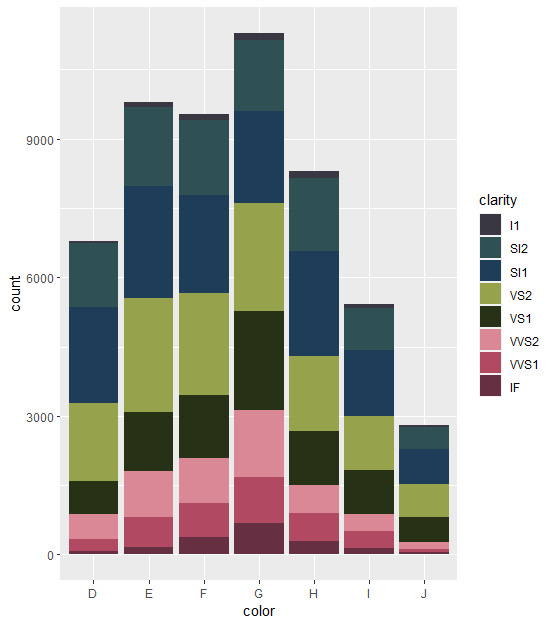 9000
6000
3000
0
count
D E F G H I J
color
clarity
I1
SI2
SI1
VS2
VS1
VVS2
VVS1
IF